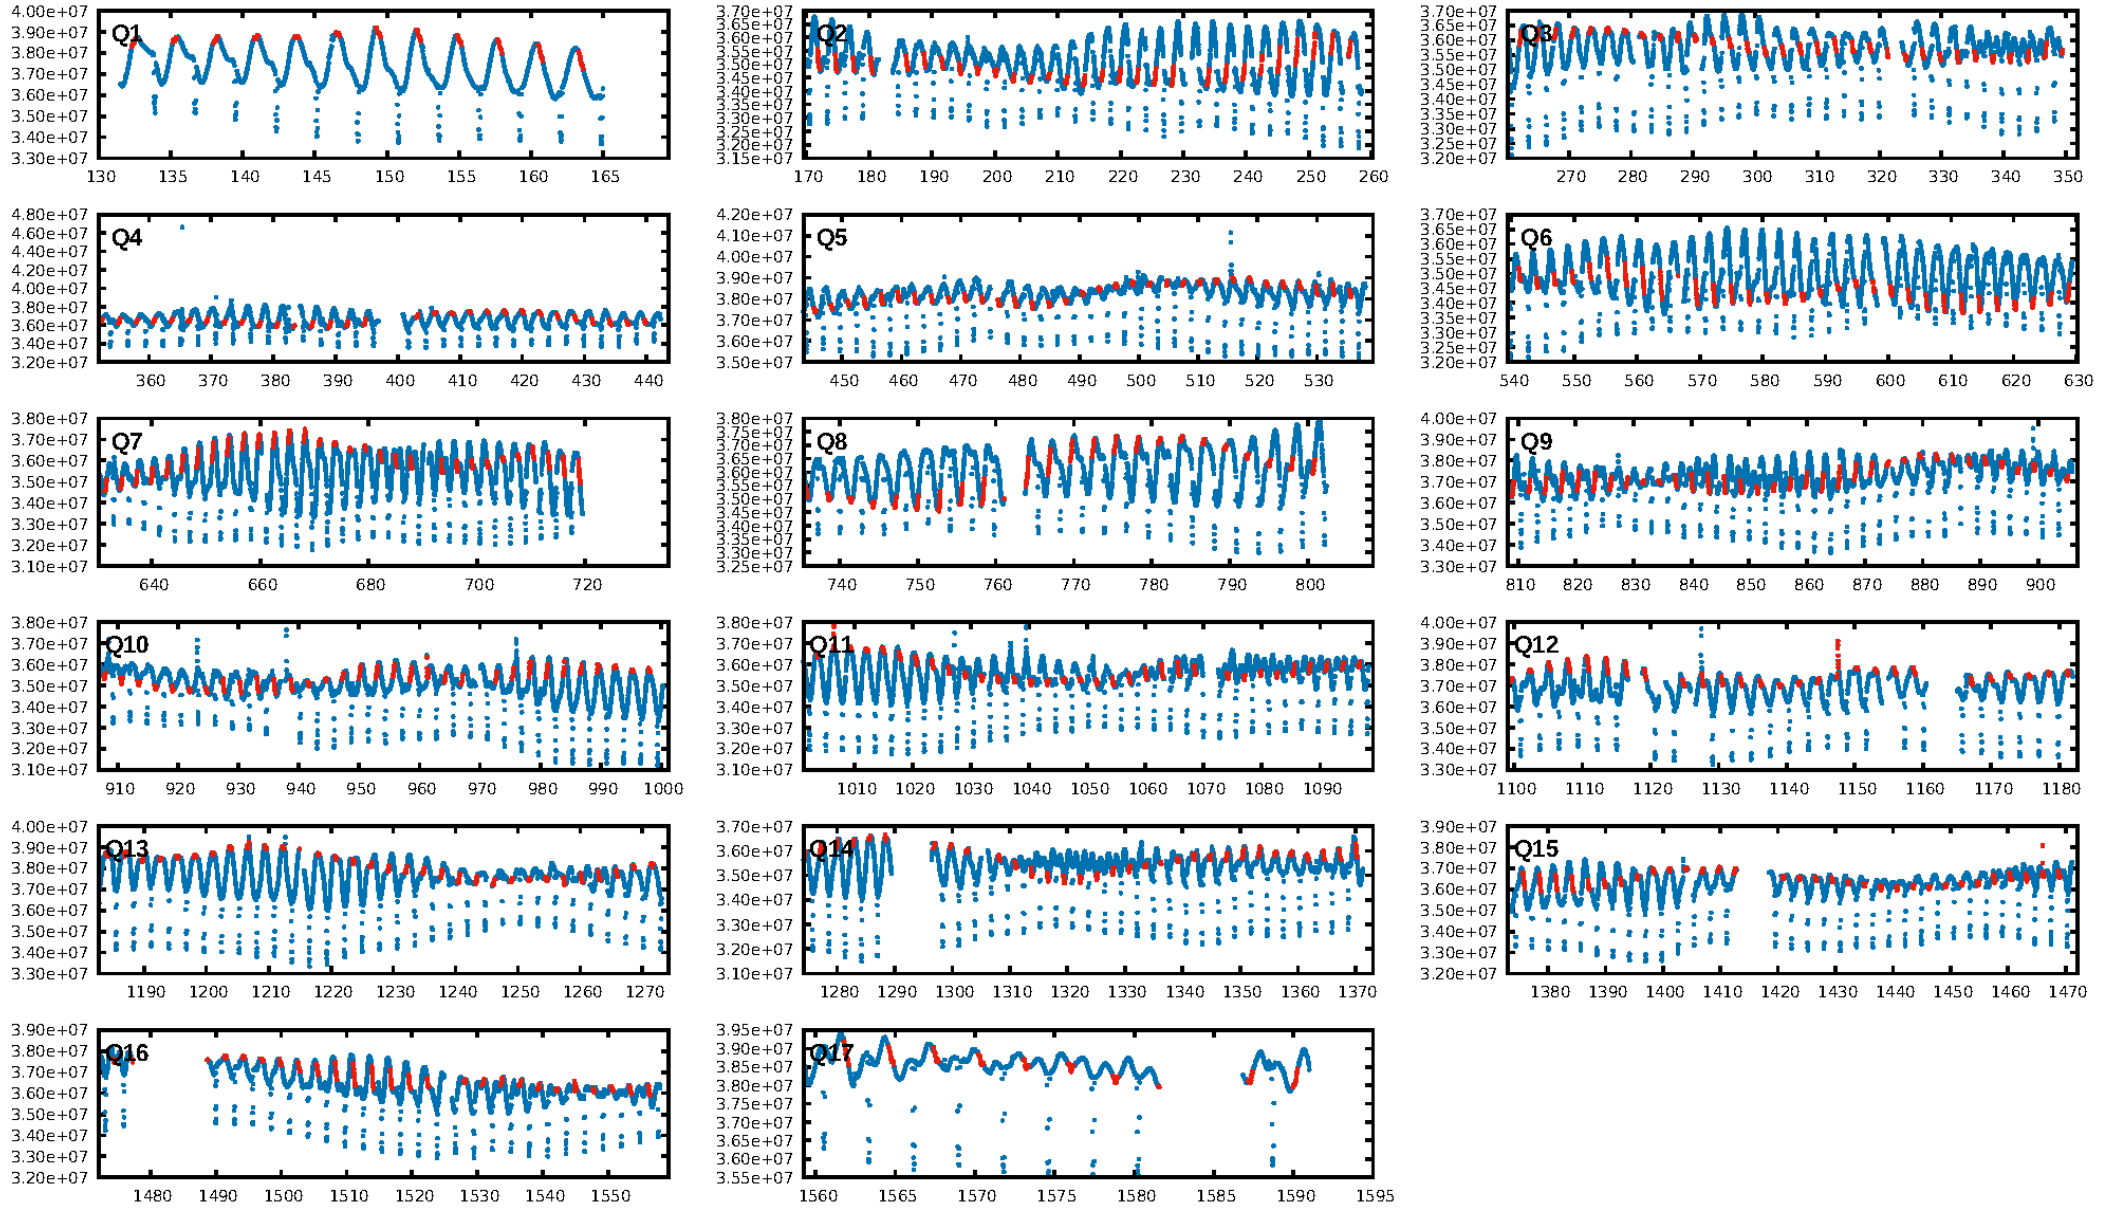 4.00e+07 3.90e+07 3.80e+07 3.70e+07 3.60e+07 3.50e+07 3.40e+07 3.30e+07
Q1
130 135 140 145 150 155 160 165
3.70e+07 3.65e+07 3.60e+07 3.55e+07 3.50e+07 3.45e+07 3.40e+07 3.35e+07 3.30e+07 3.25e+07 3.20e+07 3.15e+07
Q2
170 180 190 200 210 220 230 240 250 260
3.70e+07 3.65e+07 3.60e+07 3.55e+07 3.50e+07 3.45e+07 3.40e+07 3.35e+07 3.30e+07 3.25e+07 3.20e+07
Q3
270 280 290 300 310 320 330 340 350
4.80e+07 4.60e+07 4.40e+07 4.20e+07 4.00e+07 3.80e+07 3.60e+07 3.40e+07 3.20e+07
Q4
360 370 380 390 400 410 420 430 440
4.20e+07 4.10e+07 4.00e+07 3.90e+07 3.80e+07 3.70e+07 3.60e+07 3.50e+07
Q5
450 460 470 480 490 500 510 520 530
3.70e+07 3.65e+07 3.60e+07 3.55e+07 3.50e+07 3.45e+07 3.40e+07 3.35e+07 3.30e+07 3.25e+07 3.20e+07
Q6
540 550 560 570 580 590 600 610 620 630
3.80e+07 3.70e+07 3.60e+07 3.50e+07 3.40e+07 3.30e+07 3.20e+07 3.10e+07
Q7
640 660 680 700 720
3.80e+07 3.75e+07 3.70e+07 3.65e+07 3.60e+07 3.55e+07 3.50e+07 3.45e+07 3.40e+07 3.35e+07 3.30e+07 3.25e+07
Q8
740 750 760 770 780 790 800
4.00e+07 3.90e+07 3.80e+07 3.70e+07 3.60e+07 3.50e+07 3.40e+07 3.30e+07
Q9
810 820 830 840 850 860 870 880 890 900
3.80e+07 3.70e+07 3.60e+07 3.50e+07 3.40e+07 3.30e+07 3.20e+07 3.10e+07
Q10
910 920 930 940 950 960 970 980 990 1000
3.80e+07 3.70e+07 3.60e+07 3.50e+07 3.40e+07 3.30e+07 3.20e+07 3.10e+07
Q11
1010 1020 1030 1040 1050 1060 1070 1080 1090
4.00e+07 3.90e+07 3.80e+07 3.70e+07 3.60e+07 3.50e+07 3.40e+07 3.30e+07
Q12
1100 1110 1120 1130 1140 1150 1160 1170 1180
4.00e+07 3.90e+07 3.80e+07 3.70e+07 3.60e+07 3.50e+07 3.40e+07 3.30e+07
Q13
1190 1200 1210 1220 1230 1240 1250 1260 1270
3.70e+07 3.60e+07 3.50e+07 3.40e+07 3.30e+07 3.20e+07 3.10e+07
Q14
1280 1290 1300 1310 1320 1330 1340 1350 1360 1370
3.90e+07 3.80e+07 3.70e+07 3.60e+07 3.50e+07 3.40e+07 3.30e+07 3.20e+07
Q15
1380 1390 1400 1410 1420 1430 1440 1450 1460 1470
3.90e+07 3.80e+07 3.70e+07 3.60e+07 3.50e+07 3.40e+07 3.30e+07 3.20e+07
Q16
1480 1490 1500 1510 1520 1530 1540 1550
3.95e+07 3.90e+07 3.85e+07 3.80e+07 3.75e+07 3.70e+07 3.65e+07 3.60e+07 3.55e+07
Q17
1560 1565 1570 1575 1580 1585 1590 1595